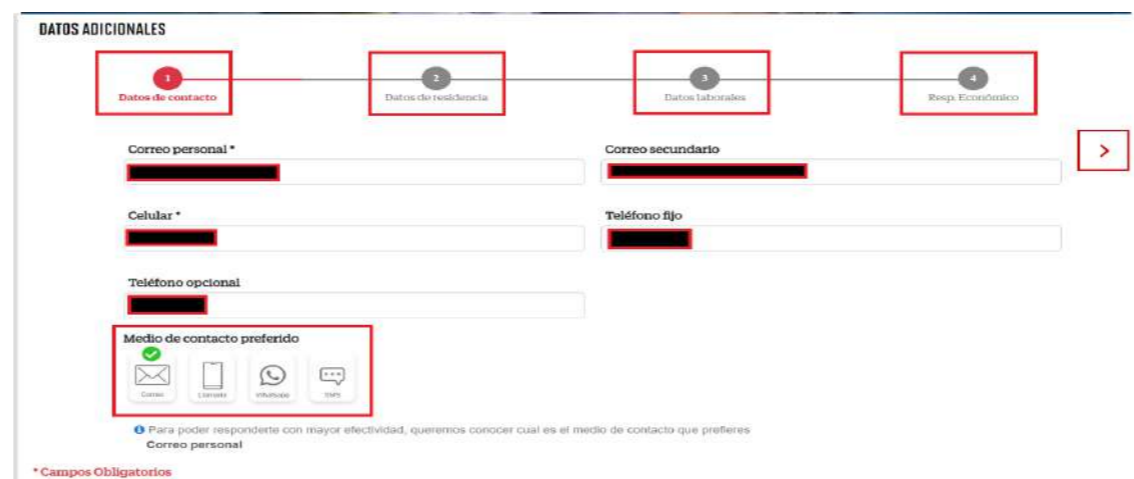 DATOS ADICIONALES
1 2 3 4
Datos de contacto Datos de residencia Datos laborales Resp. Económico
Correo personal * Correo secundario
>
Celular * Teléfono fijo
Teléfono opcional
Medio de contacto preferido
Correo Llamada Whatsapp SMS
Para poder responderte con mayor efectividad, queremos conocer cual es el medio de contacto que prefieres
Correo personal
* Campos Obligatorios